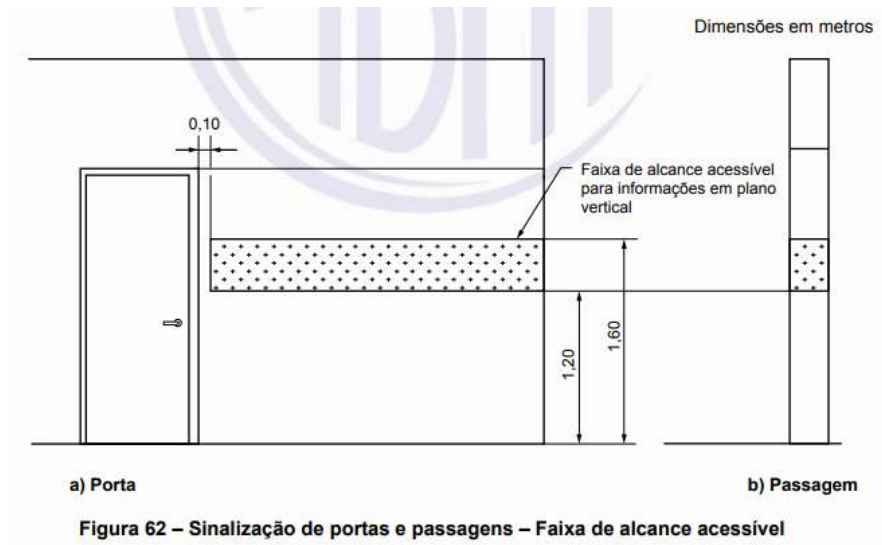 Dimensões em metros
0,10
Faixa de alcance acessível
para informações em plano
vertical
1,20
1,60
a) Porta
b) Passagem
Figura 62 – Sinalização de portas e passagens – Faixa de alcance acessível